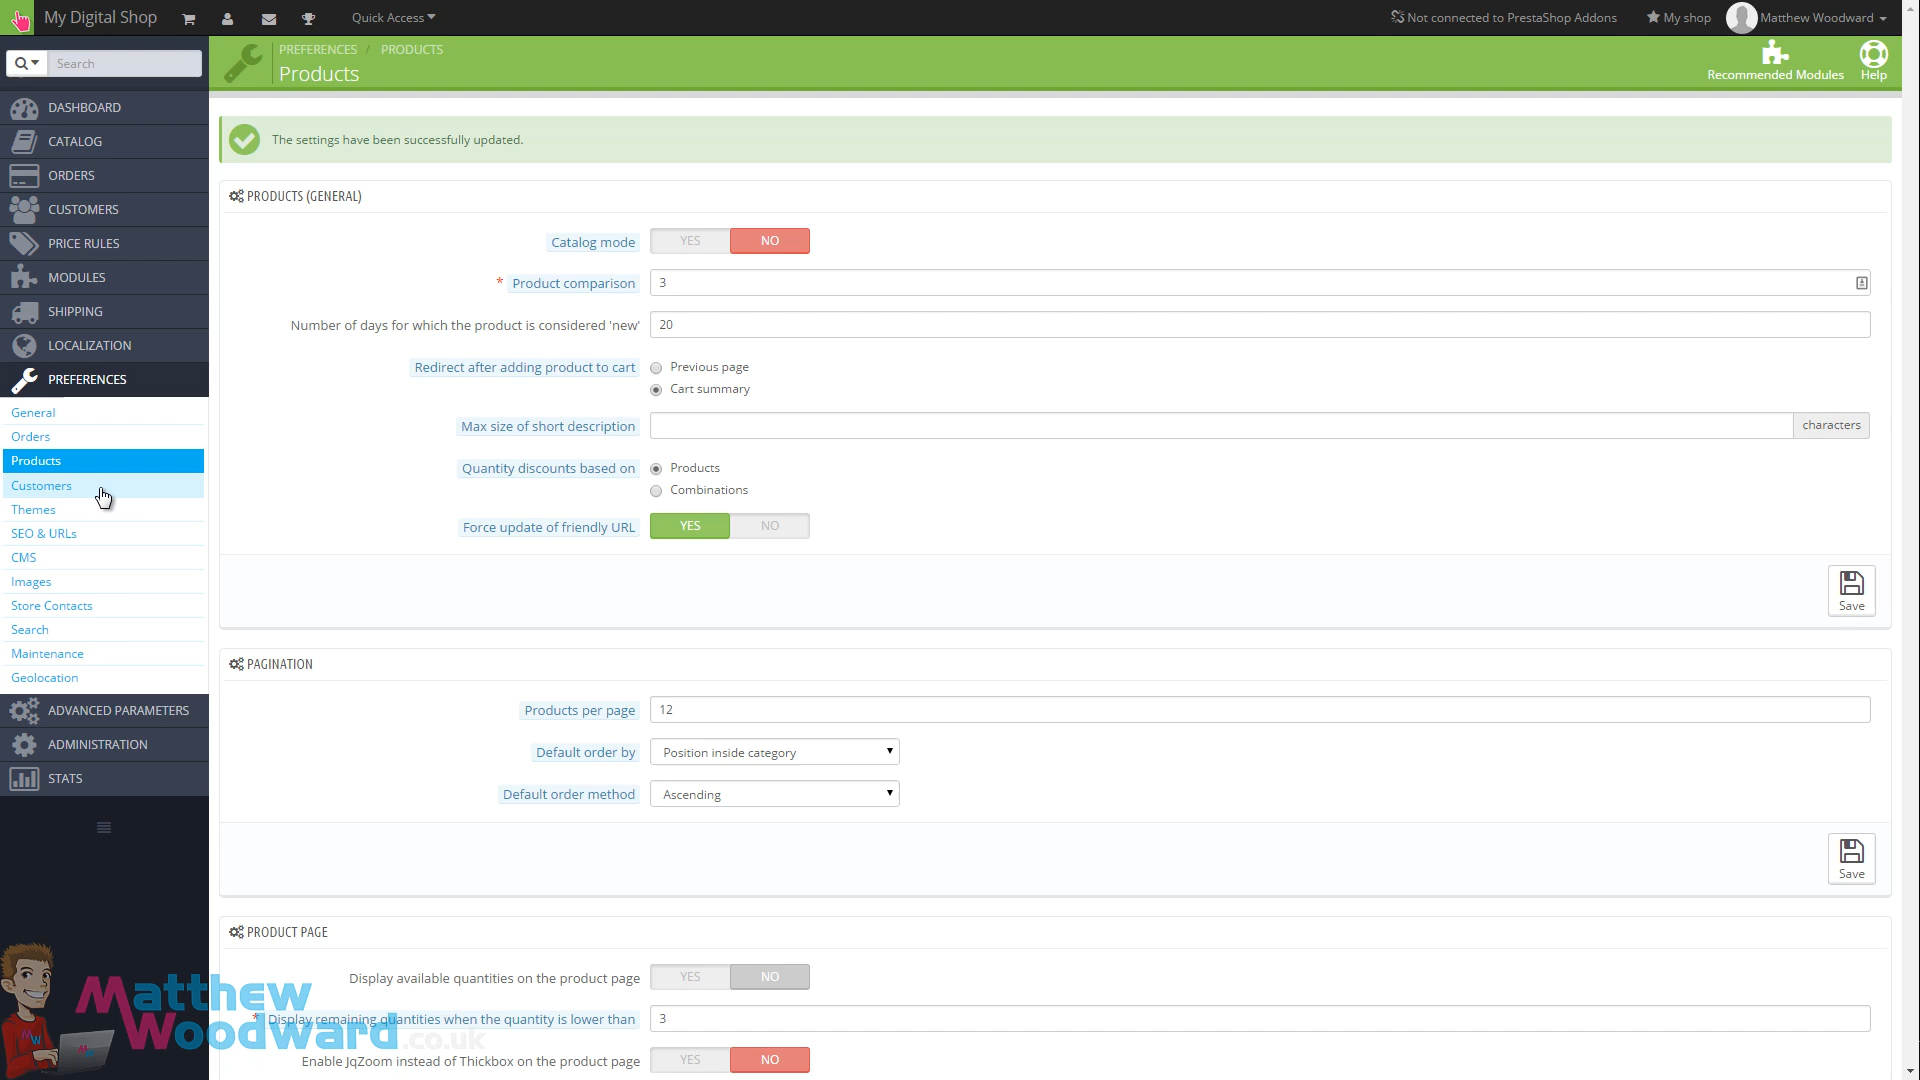 My Digital Shop
Quick Access
Not connected to PrestaShop Addons
My shop
Matthew Woodward
Search
PREFERENCES / PRODUCTS
Products
Recommended Modules
Help
DASHBOARD
CATALOG
ORDERS
CUSTOMERS
PRICE RULES
MODULES
SHIPPING
LOCALIZATION
PREFERENCES
General
Orders
Products
Customers
Themes
SEO & URLs
CMS
Images
Store Contacts
Search
Maintenance
Geolocation
ADVANCED PARAMETERS
ADMINISTRATION
STATS
The settings have been successfully updated.
PRODUCTS (GENERAL)
Catalog mode YES NO
* Product comparison 3
Number of days for which the product is considered 'new' 20
Redirect after adding product to cart Previous page
Cart summary
Max size of short description characters
Quantity discounts based on Products
Combinations
Force update of friendly URL YES NO
Save
PAGINATION
Products per page 12
Default order by Position inside category
Default order method Ascending
Save
PRODUCT PAGE
Display available quantities on the product page YES NO
* Display remaining quantities when the quantity is lower than 3
Enable JqZoom instead of Thickbox on the product page YES NO
Matthew
Woodward.co.uk
MW